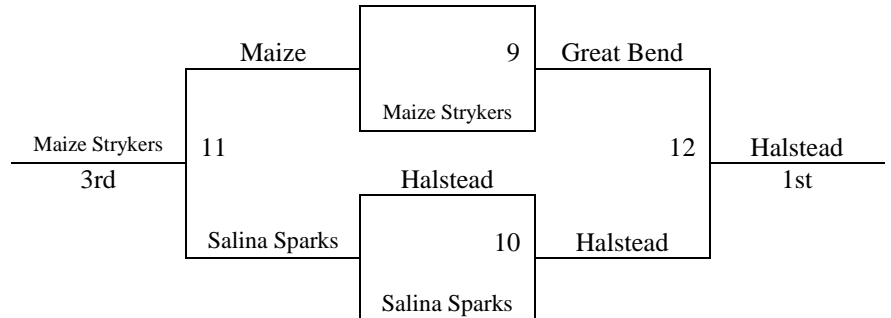 Maize 9 Great Bend
Maize Strykers
Maize Strykers 11 12 Halstead
3rd Halstead 1st
Salina Sparks 10 Halstead
Salina Sparks